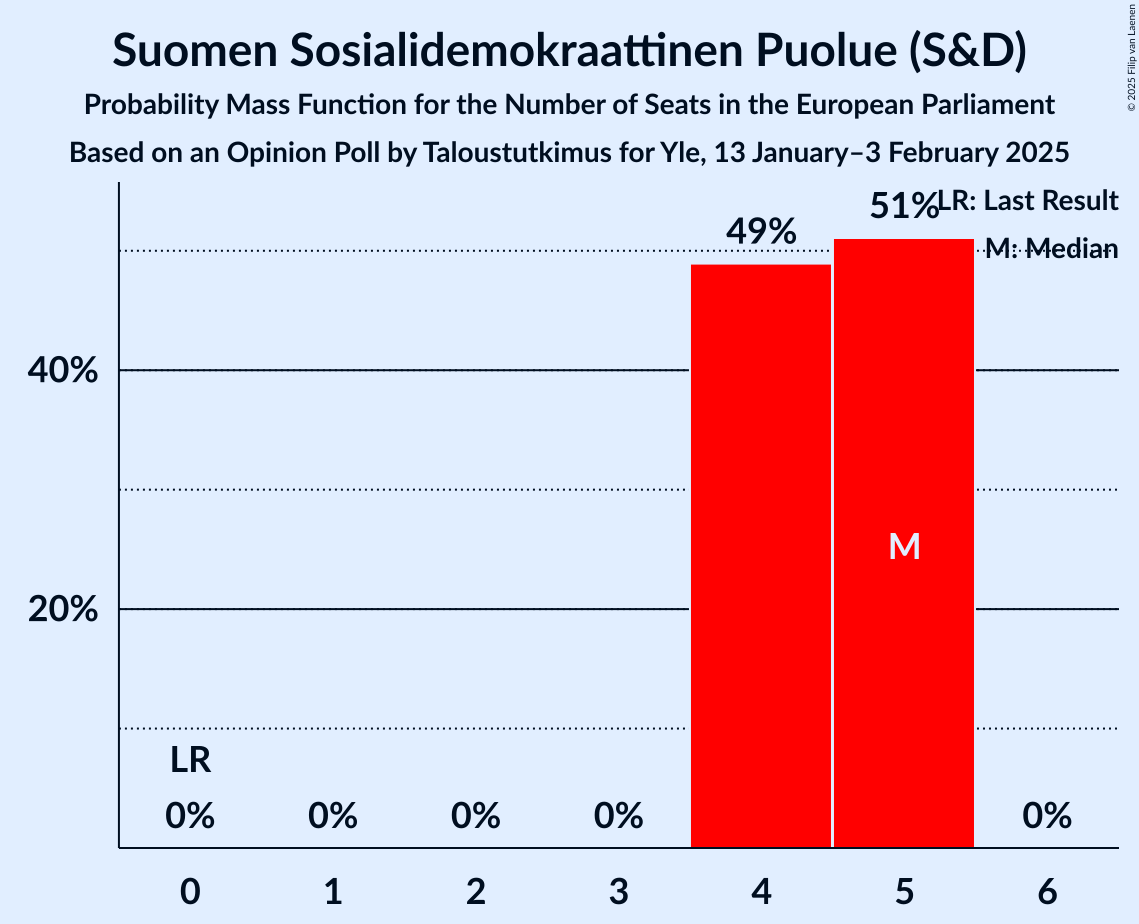 Suomen Sosialidemokraattinen Puolue (S&D)
Probability Mass Function for the Number of Seats in the European Parliament
Based on an Opinion Poll by Taloustutkimus for Yle, 13 January–3 February 2025
© 2025 Filip van Laenen
LR: Last Result
M: Median
51%
49%
40%
20%
M
LR
0% 0% 0% 0% 0%
0 1 2 3 4 5 6